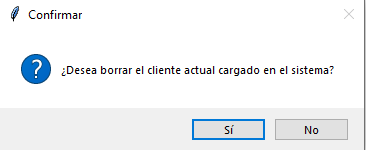 Confirmar
¿Desea borrar el cliente actual cargado en el sistema?
Sí
No